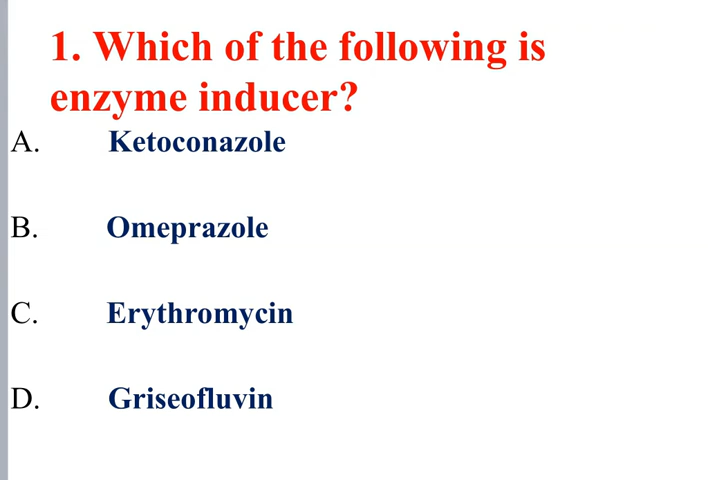 1. Which of the following is
enzyme inducer?
A. Ketoconazole
B. Omeprazole
C. Erythromycin
D. Griseofluvin